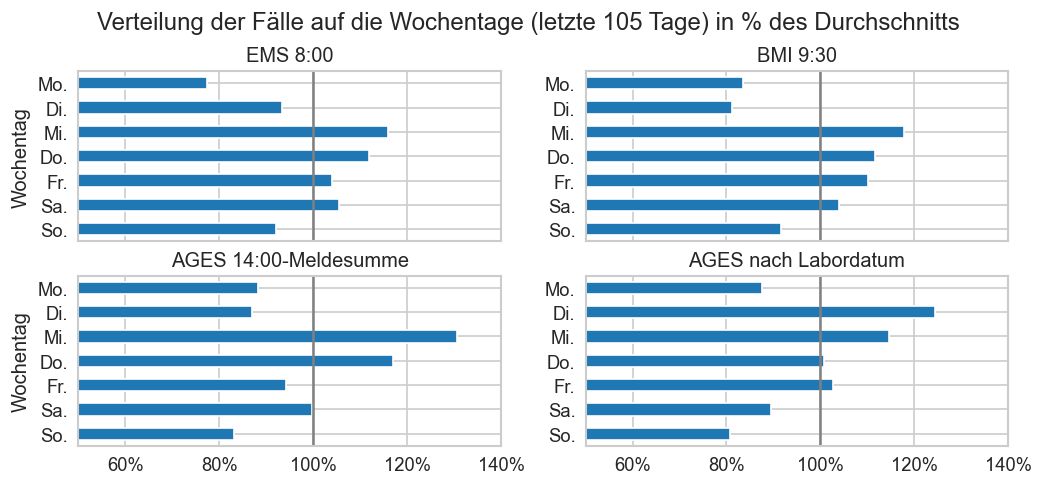 Verteilung der Fälle auf die Wochentage (letzte 105 Tage) in % des Durchschnitts
EMS 8:00
Wochentag
Mo.
Di.
Mi.
Do.
Fr.
Sa.
So.
BMI 9:30
Mo.
Di.
Mi.
Do.
Fr.
Sa.
So.
AGES 14:00-Meldesumme
Wochentag
Mo.
Di.
Mi.
Do.
Fr.
Sa.
So.
60% 80% 100% 120% 140%
AGES nach Labordatum
Mo.
Di.
Mi.
Do.
Fr.
Sa.
So.
60% 80% 100% 120% 140%